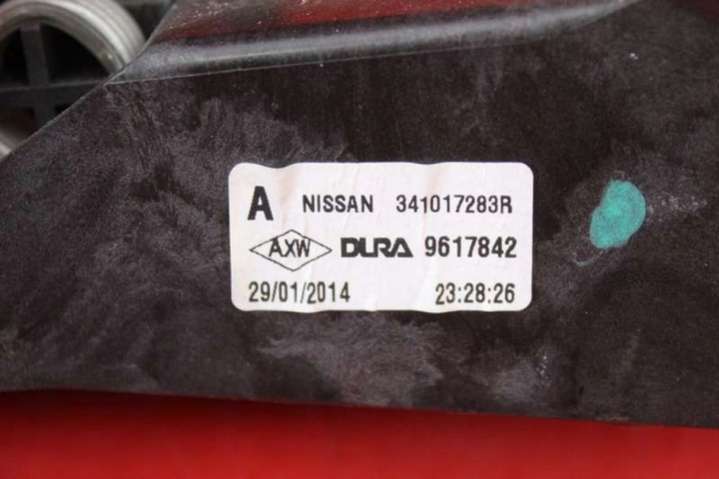 A NISSAN 341017283R
AXW DURA 9617842
29/01/2014 23:28:26